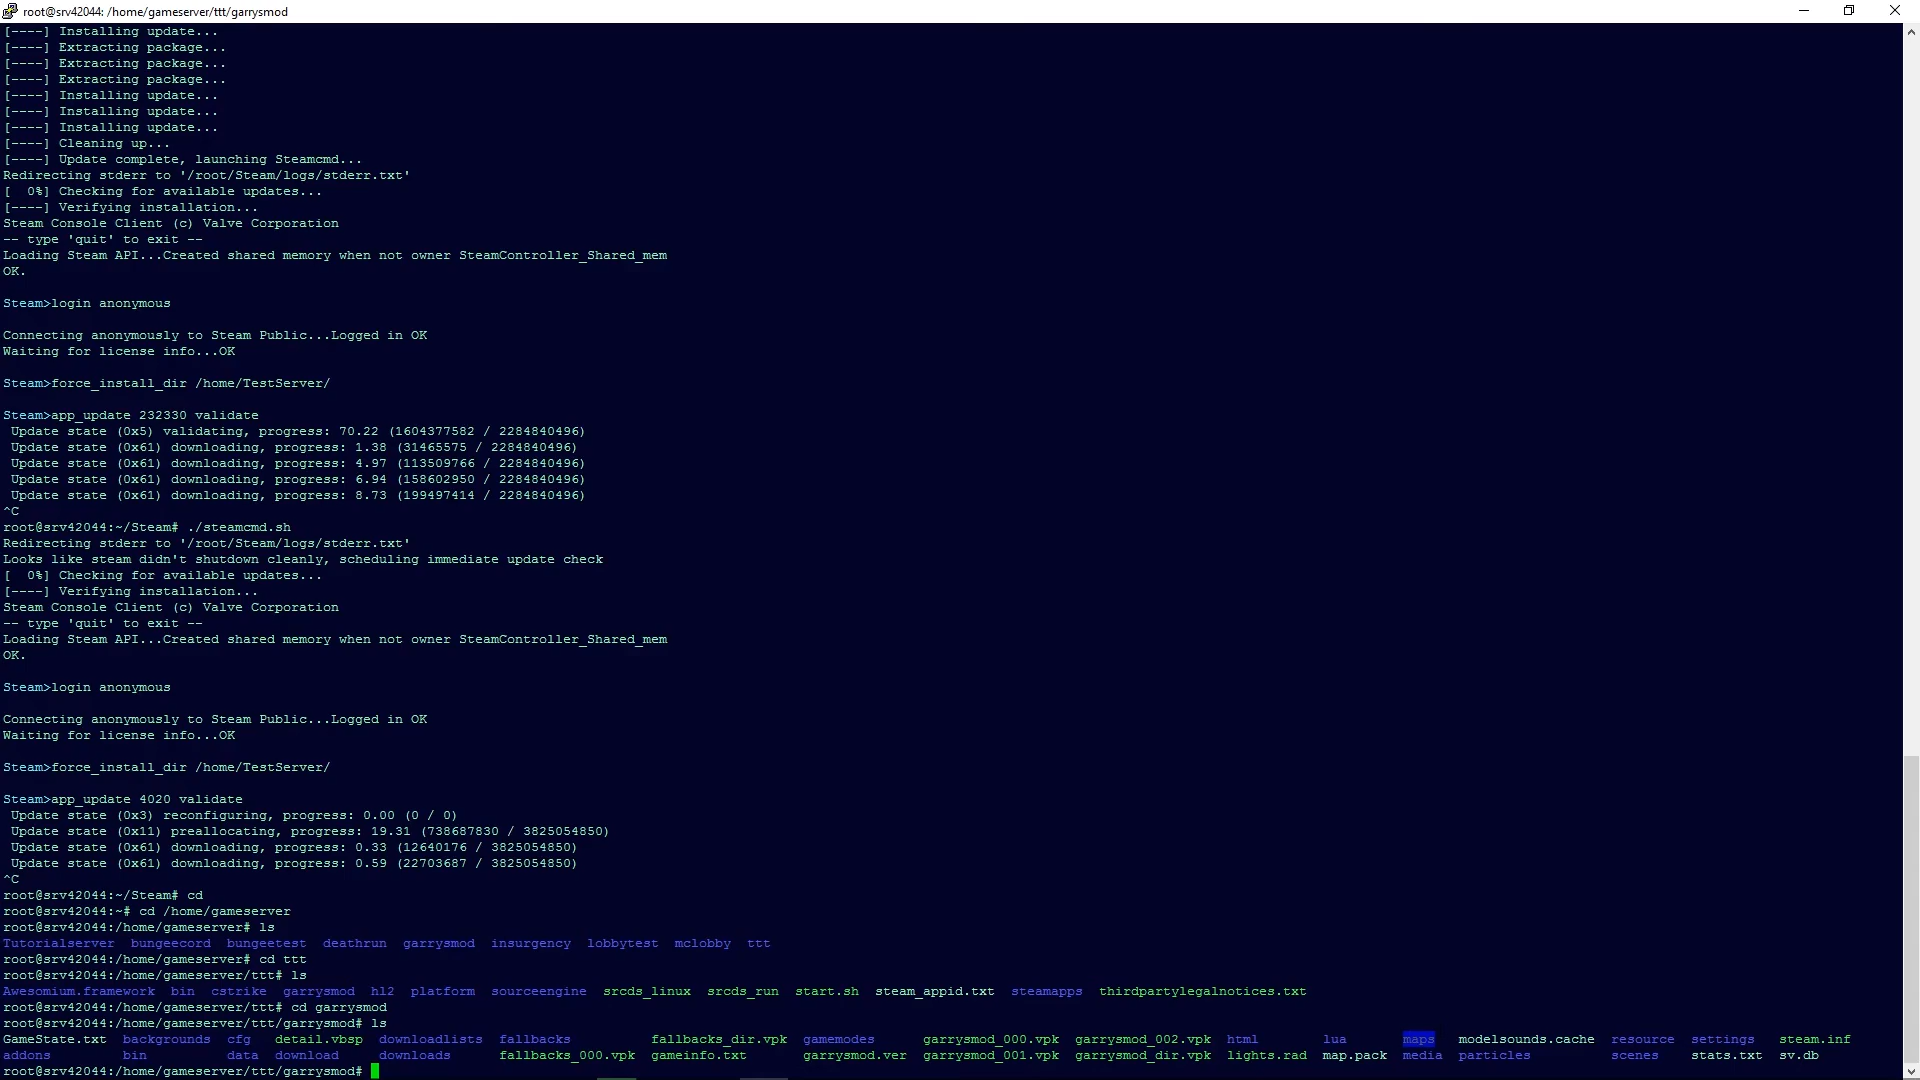 root@srv42044: /home/gameserver/ttt/garrysmod
[----] Installing update...
[----] Extracting package...
[----] Extracting package...
[----] Extracting package...
[----] Installing update...
[----] Installing update...
[----] Installing update...
[----] Cleaning up...
[----] Update complete, launching Steamcmd...
Redirecting stderr to '/root/Steam/logs/stderr.txt'
[  0%] Checking for available updates...
[----] Verifying installation...
Steam Console Client (c) Valve Corporation
-- type 'quit' to exit --
Loading Steam API...Created shared memory when not owner SteamController_Shared_mem
OK.
Steam>login anonymous
Connecting anonymously to Steam Public...Logged in OK
Waiting for license info...OK
Steam>force_install_dir /home/TestServer/
Steam>app_update 232330 validate
 Update state (0x5) validating, progress: 70.22 (1604377582 / 2284840496)
 Update state (0x61) downloading, progress: 1.38 (31465575 / 2284840496)
 Update state (0x61) downloading, progress: 4.97 (113509766 / 2284840496)
 Update state (0x61) downloading, progress: 6.94 (158602950 / 2284840496)
 Update state (0x61) downloading, progress: 8.73 (199497414 / 2284840496)
^C
root@srv42044:~/Steam# ./steamcmd.sh
Redirecting stderr to '/root/Steam/logs/stderr.txt'
Looks like steam didn't shutdown cleanly, scheduling immediate update check
[  0%] Checking for available updates...
[----] Verifying installation...
Steam Console Client (c) Valve Corporation
-- type 'quit' to exit --
Loading Steam API...Created shared memory when not owner SteamController_Shared_mem
OK.
Steam>login anonymous
Connecting anonymously to Steam Public...Logged in OK
Waiting for license info...OK
Steam>force_install_dir /home/TestServer/
Steam>app_update 4020 validate
 Update state (0x3) reconfiguring, progress: 0.00 (0 / 0)
 Update state (0x11) preallocating, progress: 19.31 (738687830 / 3825054850)
 Update state (0x61) downloading, progress: 0.33 (12640176 / 3825054850)
 Update state (0x61) downloading, progress: 0.59 (22703687 / 3825054850)
^C
root@srv42044:~/Steam# cd
root@srv42044:~# cd /home/gameserver
root@srv42044:/home/gameserver# ls
Tutorialserver  bungeecord  bungeetest  deathrun  garrysmod  insurgency  lobbytest  mclobby  ttt
root@srv42044:/home/gameserver# cd ttt
root@srv42044:/home/gameserver/ttt# ls
Awesomium.framework  bin  cstrike  garrysmod  hl2  platform  sourceengine  srcds_linux  srcds_run  start.sh  steam_appid.txt  steamapps  thirdpartylegalnotices.txt
root@srv42044:/home/gameserver/ttt# cd garrysmod
root@srv42044:/home/gameserver/ttt/garrysmod# ls
GameState.txt  backgrounds  cfg   detail.vbsp  downloadlists  fallbacks          fallbacks_dir.vpk  gamemodes      garrysmod_000.vpk  garrysmod_002.vpk  html        lua       maps   modelsounds.cache  resource  settings   steam.inf
addons         bin          data  download     downloads      fallbacks_000.vpk  gameinfo.txt       garrysmod.ver  garrysmod_001.vpk  garrysmod_dir.vpk  lights.rad  map.pack  media  particles          scenes    stats.txt  sv.db
root@srv42044:/home/gameserver/ttt/garrysmod#